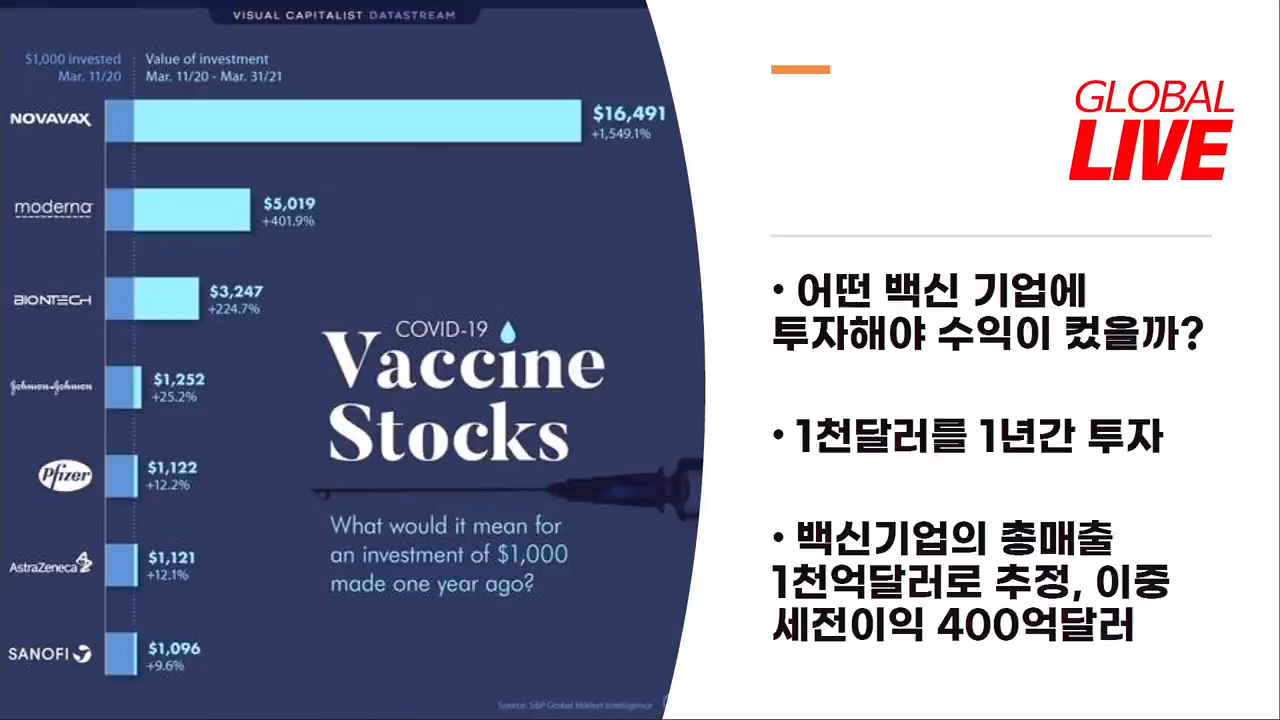 VISUAL CAPITALIST DATASTREAM
$1,000 invested
Mar. 11/20
Value of investment
Mar. 11/20 - Mar. 31/21
NOVAVAX
$16,491
+1,549.1%
moderna
$5,019
+401.9%
BIONTECH
$3,247
+224.7%
Johnson & Johnson
$1,252
+25.2%
Pfizer
$1,122
+12.2%
AstraZeneca
$1,121
+12.1%
SANOFI
$1,096
+9.6%
COVID-19
Vaccine
Stocks
What would it mean for
an investment of $1,000
made one year ago?
Source: S&P Global Market Intelligence
GLOBAL
LIVE
• 어떤 백신 기업에
투자해야 수익이 컸을까?
• 1천달러를 1년간 투자
• 백신기업의 총매출
1천억달러로 추정, 이중
세전이익 400억달러